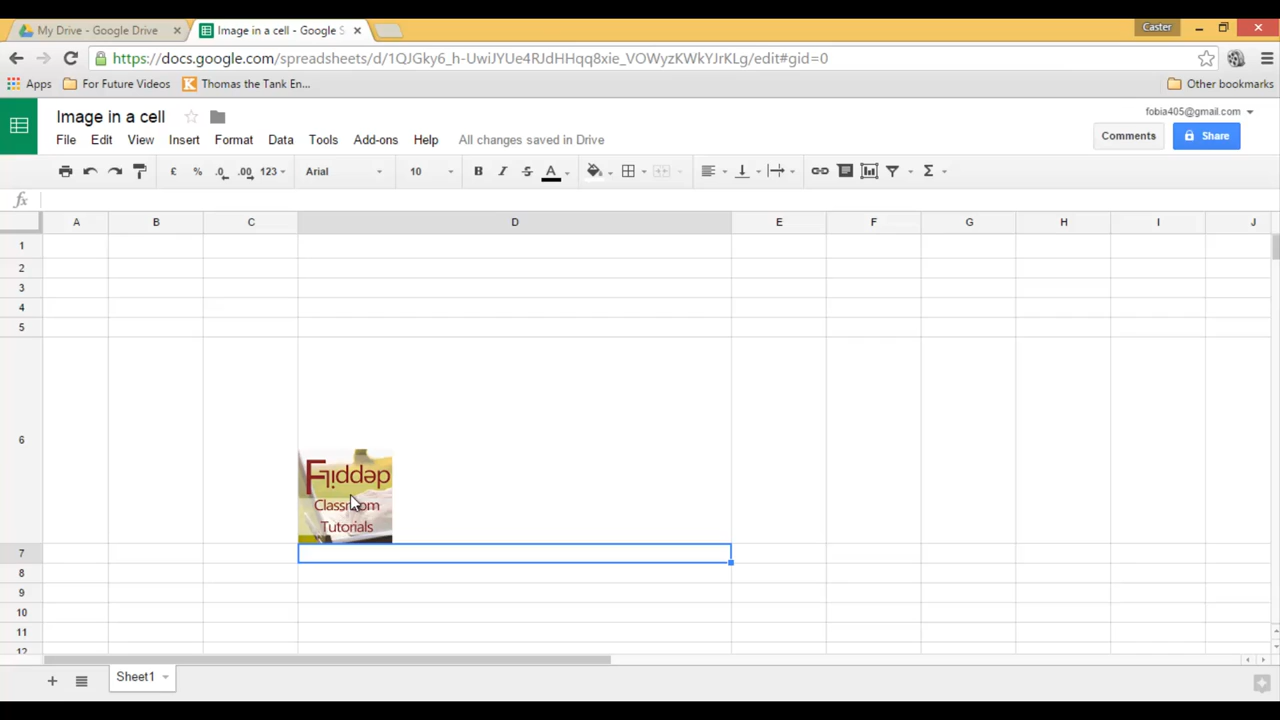 My Drive - Google Drive
Image in a cell - Google S
Caster
https://docs.google.com/spreadsheets/d/1QJGky6_h-UwiJYUe4RJdHHqq8xie_VOWyzKWkYJrKLg/edit#gid=0
Apps For Future Videos Thomas the Tank En... Other bookmarks
Image in a cell
fobia405@gmail.com
File Edit View Insert Format Data Tools Add-ons Help All changes saved in Drive
Comments Share
£ % .0 .00 123 Arial 10 B I S A Σ
fx
A B C D E F G H I J
1
2
3
4
5
6
Flipped
Classroom
Tutorials
7
8
9
10
11
12
+ Sheet1